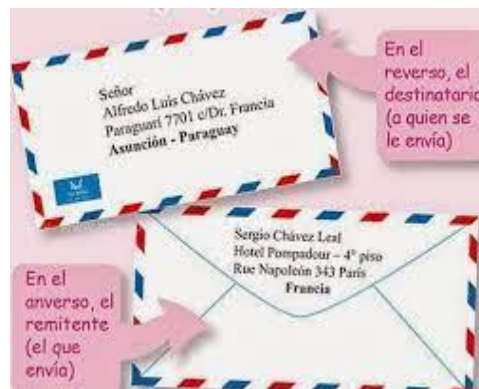 Señor
Alfredo Luis Chávez
Paraguarí 7701 c/Dr. Francia
Asunción - Paraguay
En el
reverso, el
destinatario
(a quien se
le envía)
Sergio Chávez Leal
Hotel Pompadour – 4° piso
Rue Napoleón 343 París
Francia
En el
anverso, el
remitente
(el que
envía)